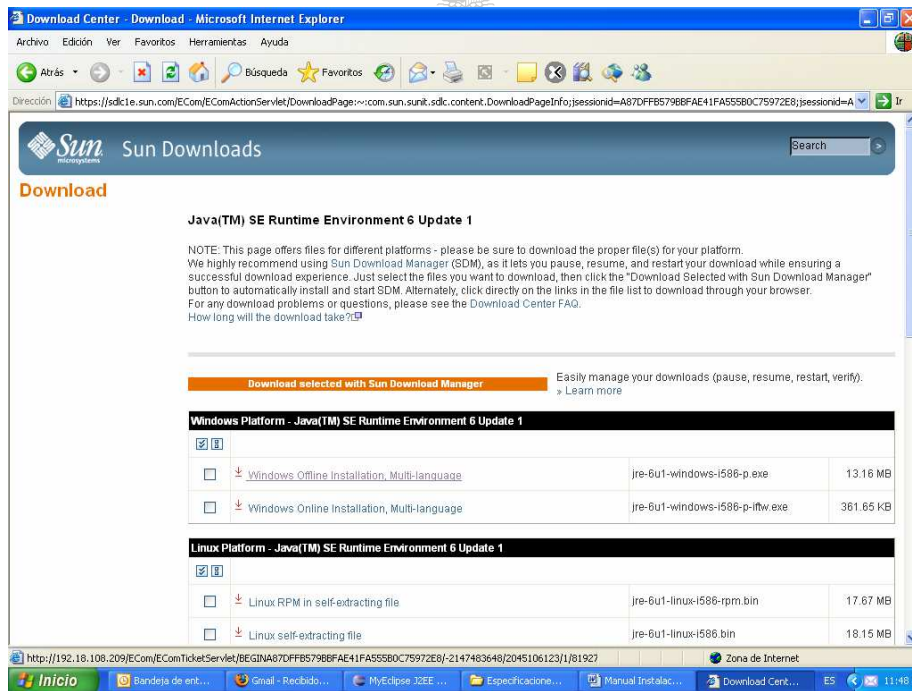 Download Center - Download - Microsoft Internet Explorer
Archivo Edición Ver Favoritos Herramientas Ayuda
Atrás Búsqueda Favoritos
Dirección https://sdlc1e.sun.com/ECom/EComActionServlet/DownloadPage:~:com.sun.sunit.sdlc.content.DownloadPageInfo;jsessionid=A87DFFB579BBFAE41FA555B0C75972E8;jsessionid=A Ir
Sun microsystems Sun Downloads Search
Download
Java(TM) SE Runtime Environment 6 Update 1
NOTE: This page offers files for different platforms - please be sure to download the proper file(s) for your platform.
We highly recommend using Sun Download Manager (SDM), as it lets you pause, resume, and restart your download while ensuring a
successful download experience. Just select the files you want to download, then click the "Download Selected with Sun Download Manager"
button to automatically install and start SDM. Alternately, click directly on the links in the file list to download through your browser.
For any download problems or questions, please see the Download Center FAQ.
How long will the download take?
Download selected with Sun Download Manager
Easily manage your downloads (pause, resume, restart, verify).
» Learn more
Windows Platform - Java(TM) SE Runtime Environment 6 Update 1
Windows Offline Installation, Multi-language jre-6u1-windows-i586-p.exe 13.16 MB
Windows Online Installation, Multi-language jre-6u1-windows-i586-p-iftw.exe 361.65 KB
Linux Platform - Java(TM) SE Runtime Environment 6 Update 1
Linux RPM in self-extracting file jre-6u1-linux-i586-rpm.bin 17.67 MB
Linux self-extracting file jre-6u1-linux-i586.bin 18.15 MB
http://192.18.108.209/ECom/EComTicketServlet/BEGINA87DFFB579BBFAE41FA555B0C75972E8/-2147483648/2045106123/1/81927 Zona de Internet
Inicio Bandeja de ent... Gmail - Recibido... MyEclipse J2EE ... Especificacione... Manual Instalac... Download Cent... ES 11:48